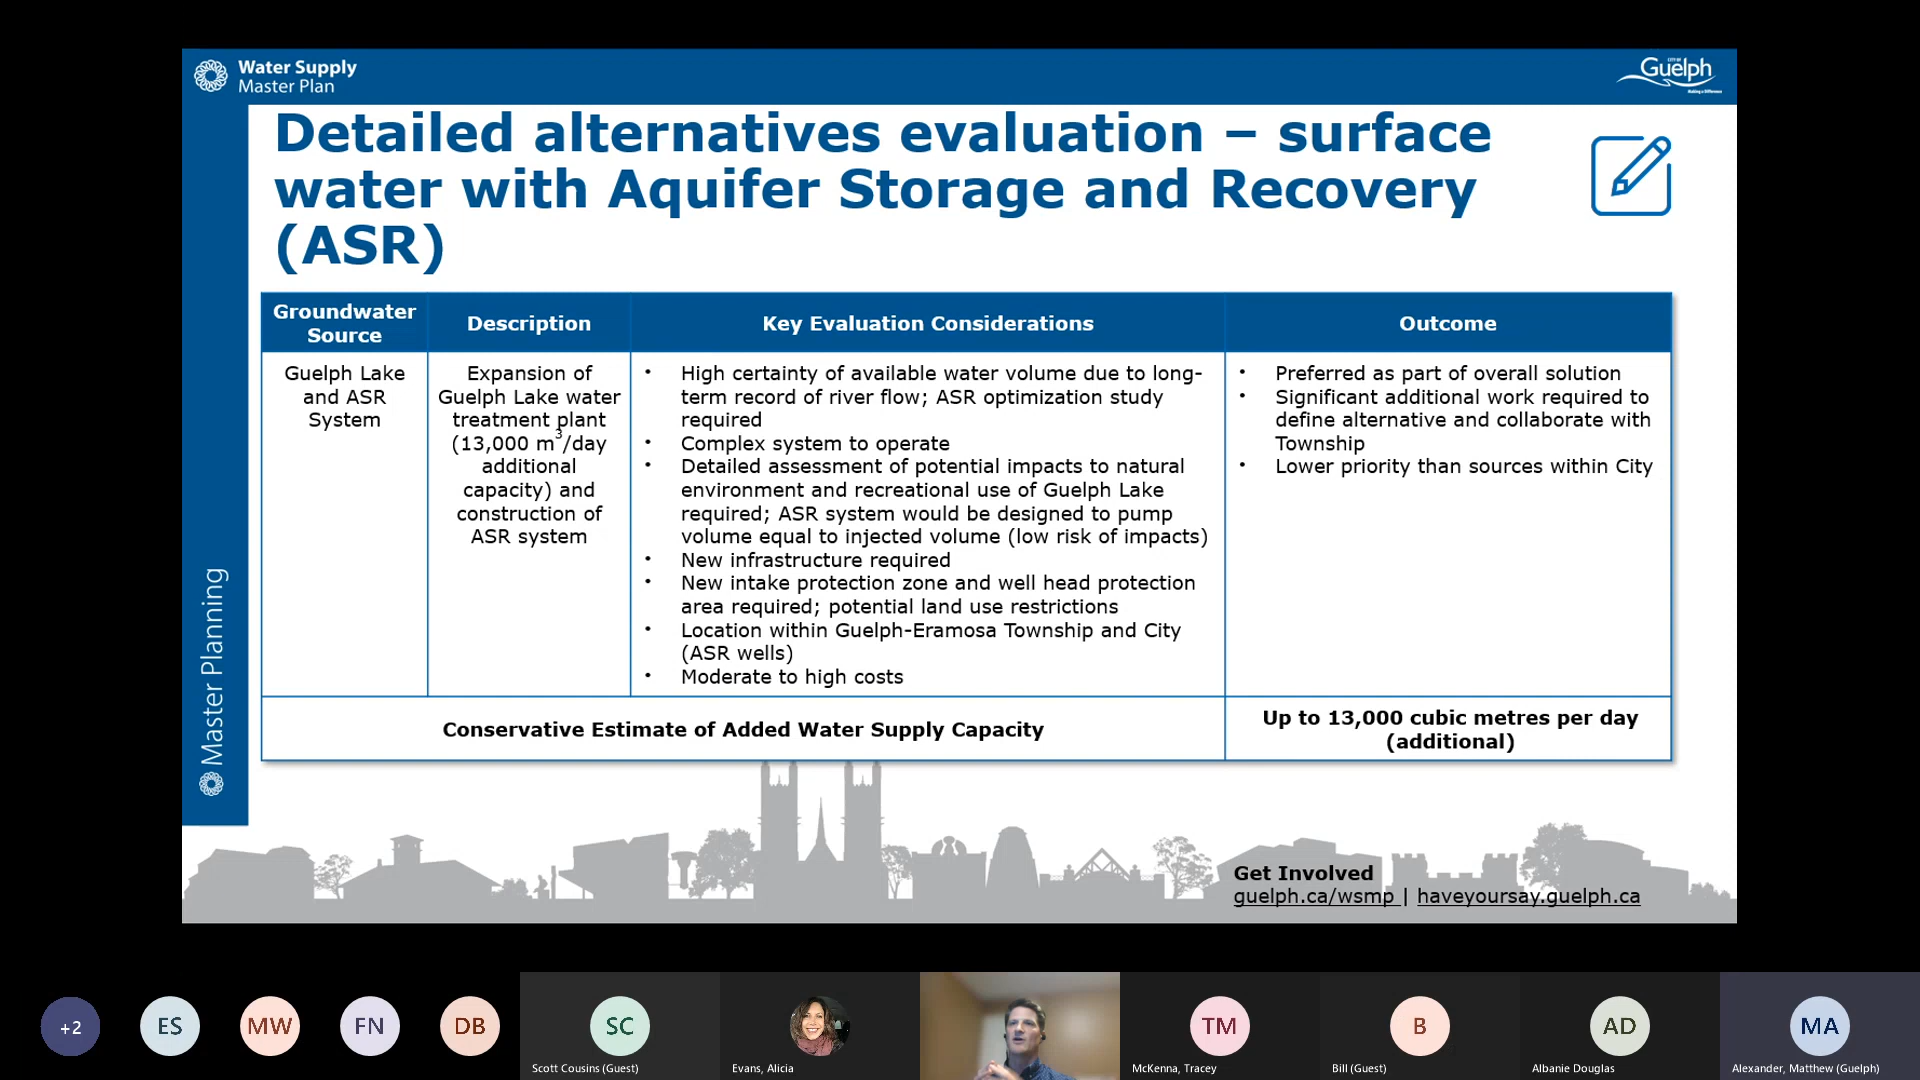 Water Supply
Master Plan
CITY OF
Guelph
Making a Difference
Detailed alternatives evaluation – surface
water with Aquifer Storage and Recovery
(ASR)
Groundwater
Source
Description
Key Evaluation Considerations
Outcome
Guelph Lake
and ASR
System
Expansion of
Guelph Lake water
treatment plant
(13,000 m³/day
additional
capacity) and
construction of
ASR system
• High certainty of available water volume due to long-
term record of river flow; ASR optimization study
required
• Complex system to operate
• Detailed assessment of potential impacts to natural
environment and recreational use of Guelph Lake
required; ASR system would be designed to pump
volume equal to injected volume (low risk of impacts)
• New infrastructure required
• New intake protection zone and well head protection
area required; potential land use restrictions
• Location within Guelph-Eramosa Township and City
(ASR wells)
• Moderate to high costs
• Preferred as part of overall solution
• Significant additional work required to
define alternative and collaborate with
Township
• Lower priority than sources within City
Conservative Estimate of Added Water Supply Capacity
Up to 13,000 cubic metres per day
(additional)
Master Planning
Get Involved
guelph.ca/wsmp | haveyoursay.guelph.ca
+2
ES
MW
FN
DB
SC
Scott Cousins (Guest)
Evans, Alicia
TM
McKenna, Tracey
B
Bill (Guest)
AD
Albanie Douglas
MA
Alexander, Matthew (Guelph)